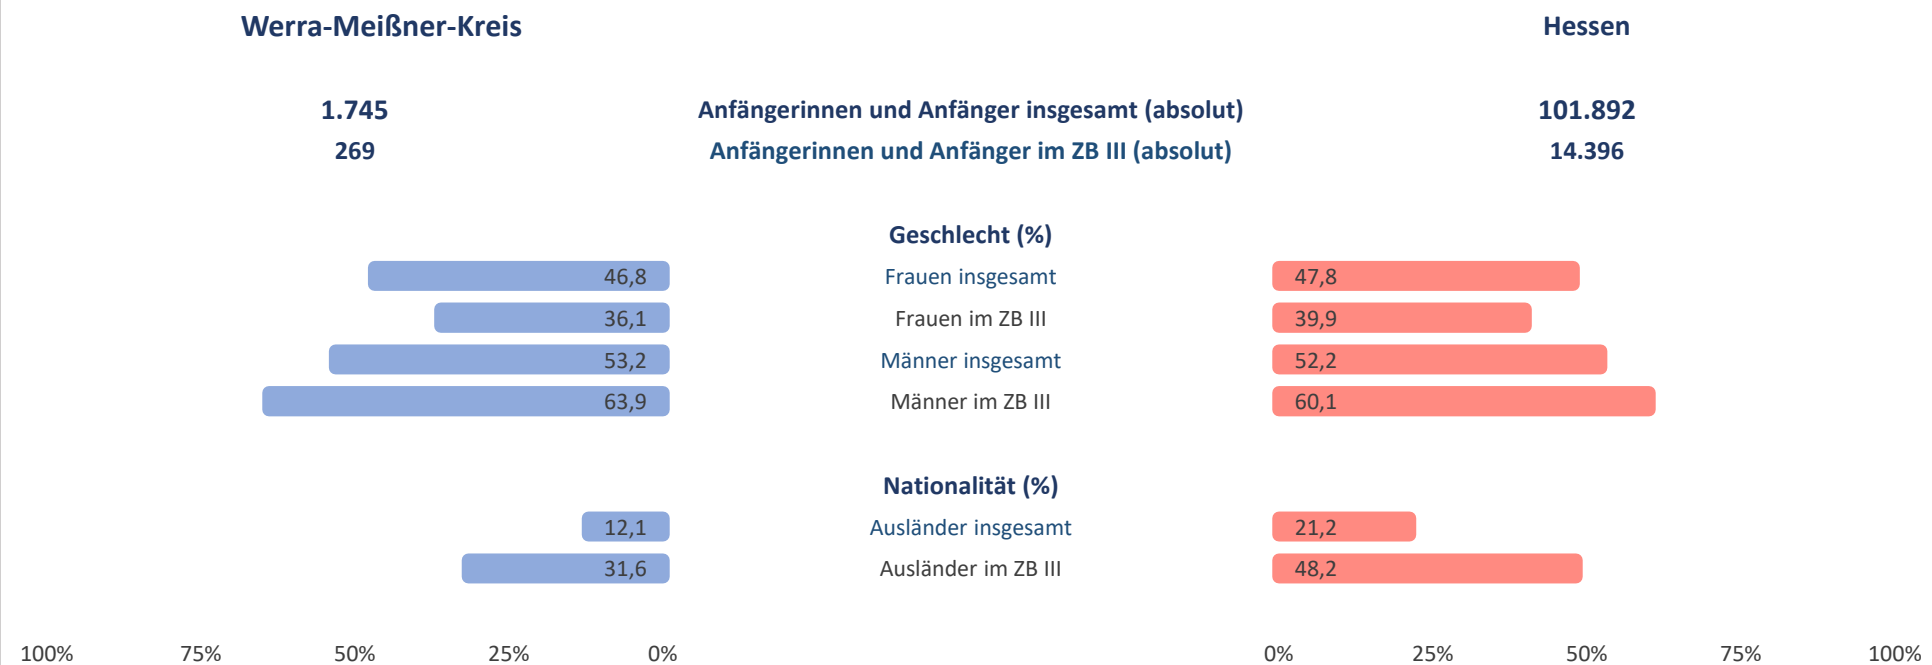 Werra-Meißner-Kreis Hessen
1.745 Anfängerinnen und Anfänger insgesamt (absolut) 101.892
269 Anfängerinnen und Anfänger im ZB III (absolut) 14.396
Geschlecht (%)
46,8 Frauen insgesamt 47,8
36,1 Frauen im ZB III 39,9
53,2 Männer insgesamt 52,2
63,9 Männer im ZB III 60,1
Nationalität (%)
12,1 Ausländer insgesamt 21,2
31,6 Ausländer im ZB III 48,2
100% 75% 50% 25% 0% 0% 25% 50% 75% 100%